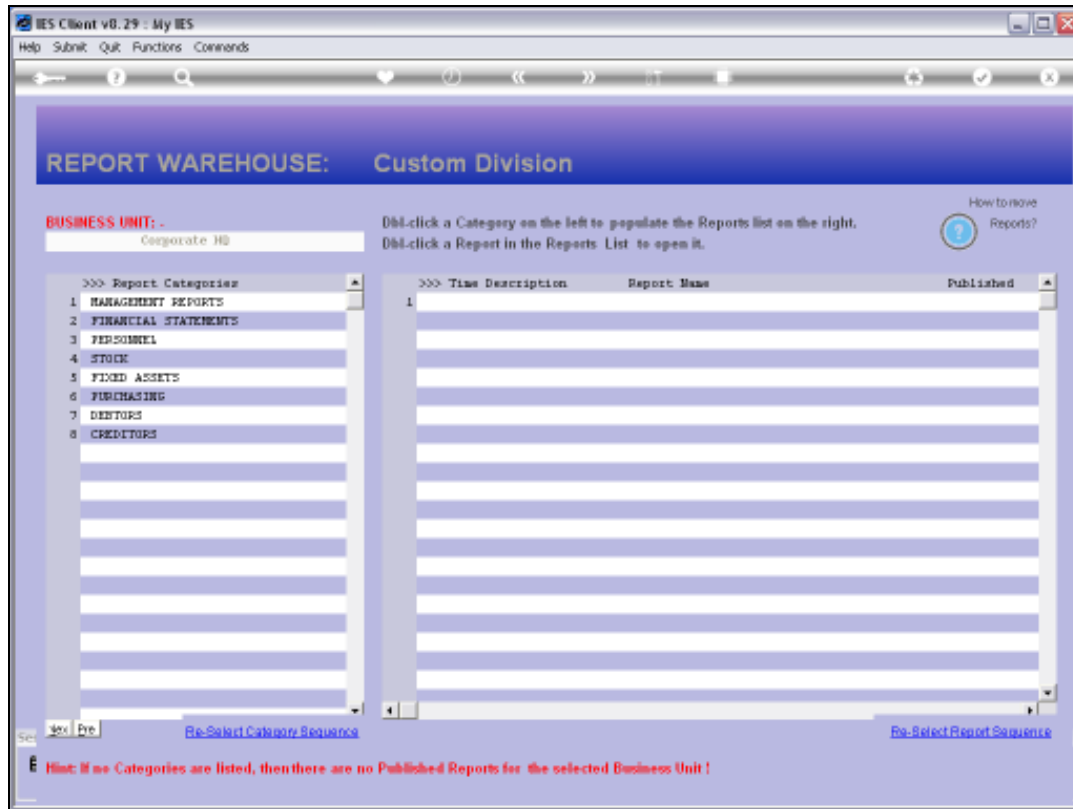 IES Client v8.29 : My IES
Help Submit Quit Functions Commands
REPORT WAREHOUSE: Custom Division
How to move
Reports?
BUSINESS UNIT: -
Corporate HQ
Dbl-click a Category on the left to populate the Reports list on the right.
Dbl-click a Report in the Reports List to open it.
>>> Report Categories
1 MANAGEMENT REPORTS
2 FINANCIAL STATEMENTS
3 PERSONNEL
4 STOCK
5 FIXED ASSETS
6 PURCHASING
7 DEBTORS
8 CREDITORS
>>> Time Description Report Name Published
1
Pre
Re-Select Category Sequence
Re-Select Report Sequence
Hint: If no Categories are listed, then there are no Published Reports for the selected Business Unit !